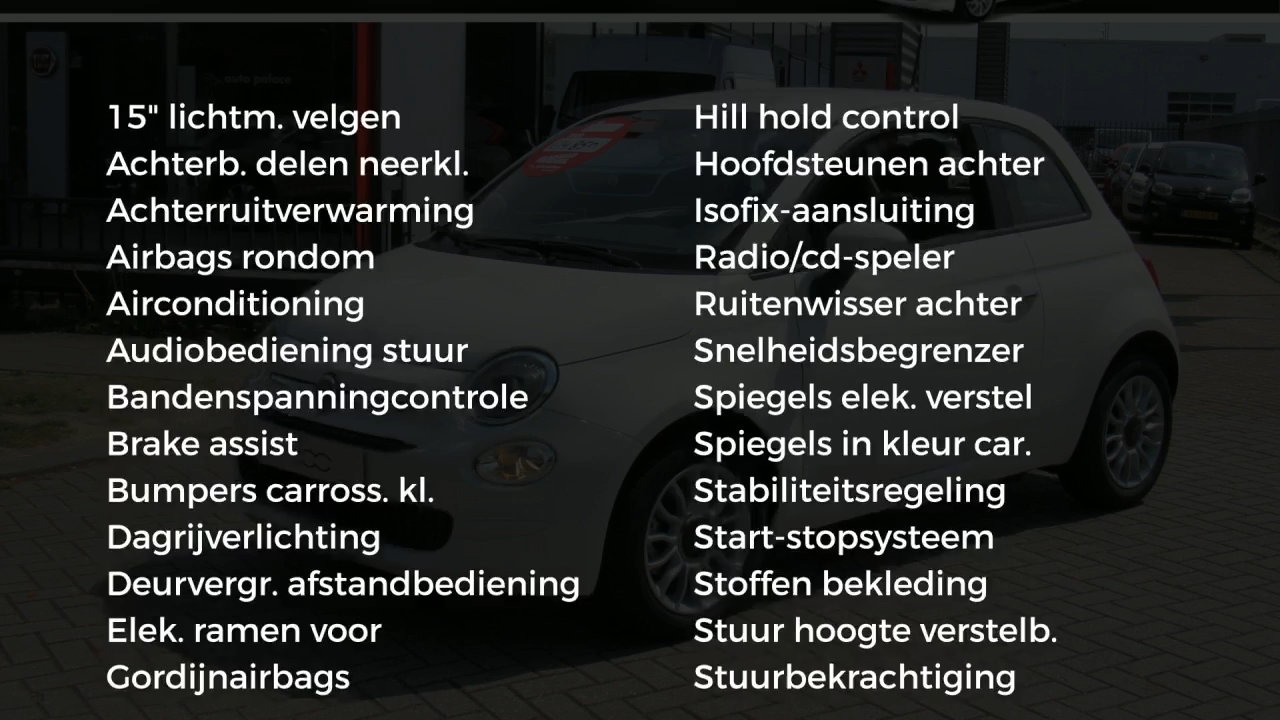 15" lichtm. velgen
Achterb. delen neerkl.
Achterruitverwarming
Airbags rondom
Airconditioning
Audiobediening stuur
Bandenspanningcontrole
Brake assist
Bumpers carross. kl.
Dagrijverlichting
Deurvergr. afstandbediening
Elek. ramen voor
Gordijnairbags
Hill hold control
Hoofdsteunen achter
Isofix-aansluiting
Radio/cd-speler
Ruitenwisser achter
Snelheidsbegrenzer
Spiegels elek. verstel
Spiegels in kleur car.
Stabiliteitsregeling
Start-stopsysteem
Stoffen bekleding
Stuur hoogte verstelb.
Stuurbekrachtiging
auto palace